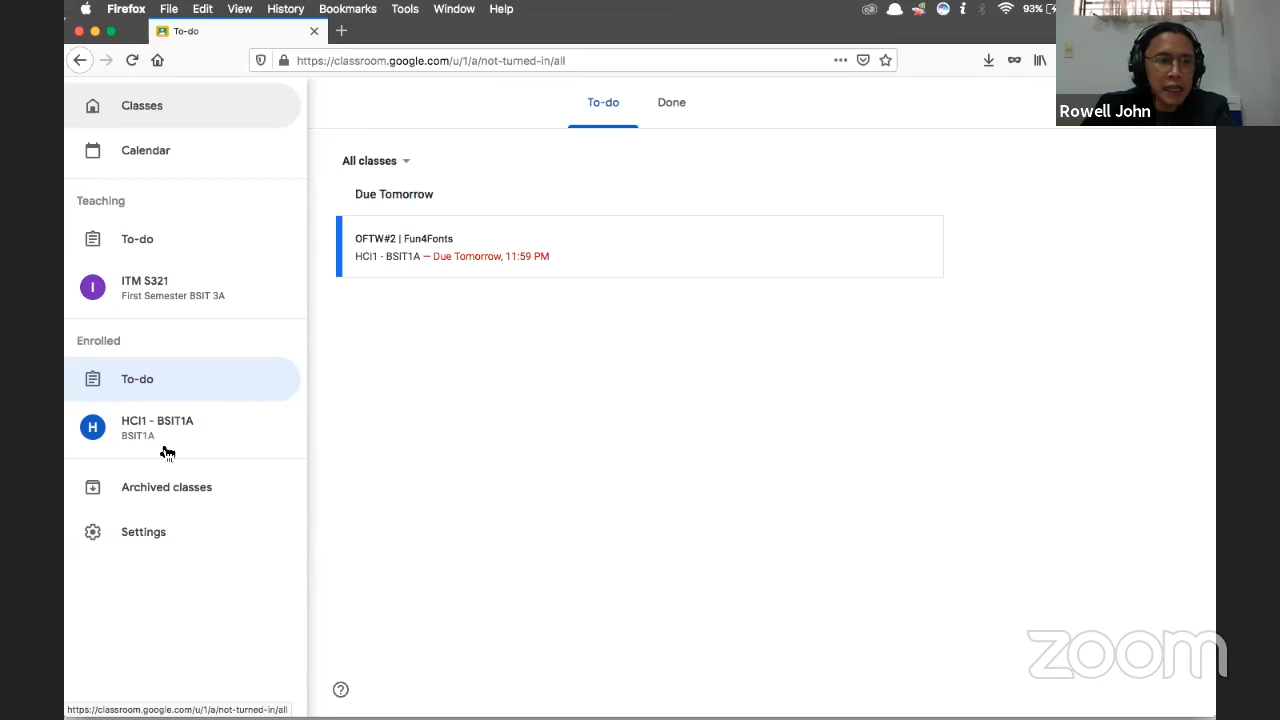 Firefox File Edit View History Bookmarks Tools Window Help 93%
To-do
https://classroom.google.com/u/1/a/not-turned-in/all
Rowell John
Classes
To-do Done
Calendar
All classes
Due Tomorrow
Teaching
To-do
OFTW#2 | Fun4Fonts
HCI1 - BSIT1A — Due Tomorrow, 11:59 PM
I
ITM S321
First Semester BSIT 3A
Enrolled
To-do
H
HCI1 - BSIT1A
BSIT1A
Archived classes
Settings
zoom
https://classroom.google.com/u/1/a/not-turned-in/all